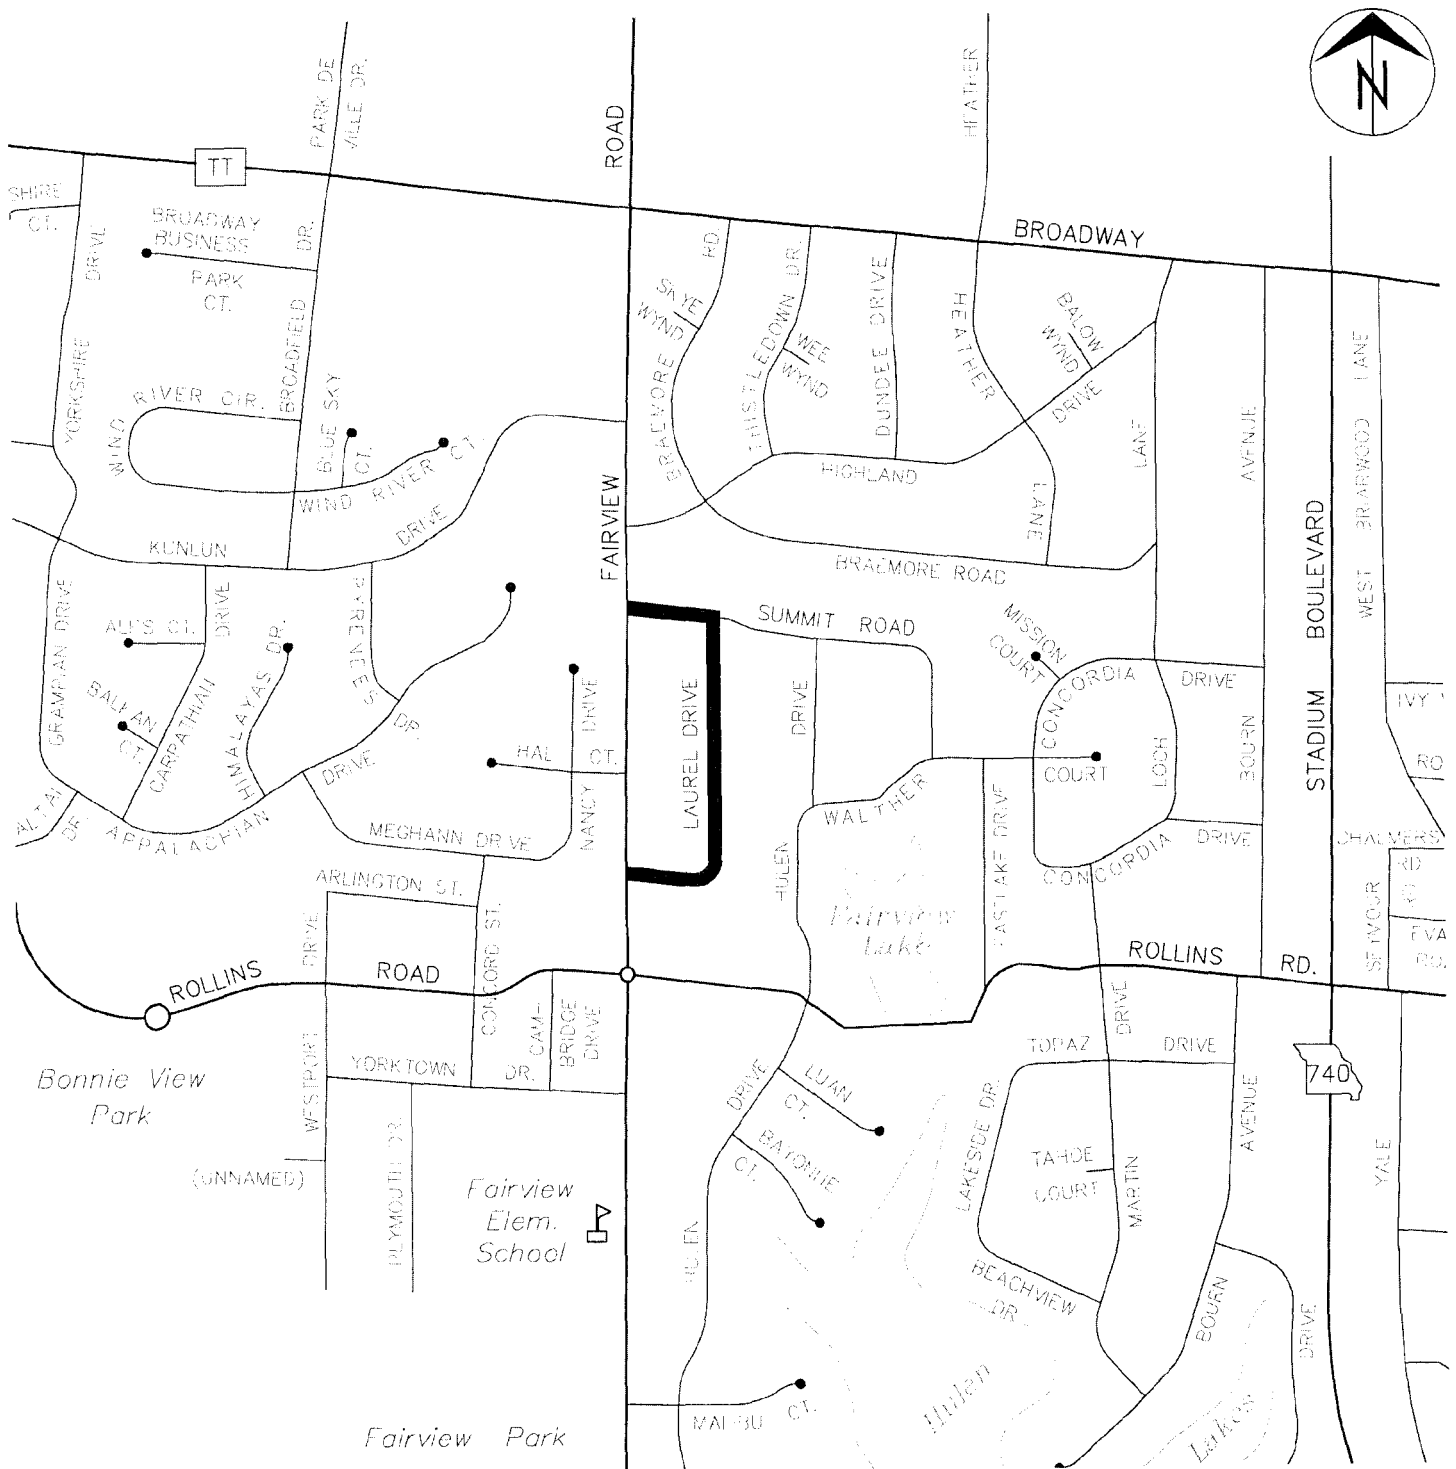 PARK DE
VILLE DR.
ROAD
HEATHER
N
TT
SHIRE
CT.
BROADWAY
BUSINESS
PARK
CT.
DRIVE
DR.
BROADWAY
RD.
SKYE
WYND
THISTLEDOWN DR.
WEE
WYND
DUNDEE DRIVE
HEATHER
BALOW
WYND
DRIVE
LANE
YORKSHIRE
BROADFIELD
WIND
RIVER CIR.
BLUE SKY
CT.
WIND RIVER CT.
BRAEMORE
HIGHLAND
LANE
LANE
AVENUE
WEST BRIARWOOD LANE
KUNLUN
DRIVE
FAIRVIEW
BRAEMORE ROAD
STADIUM BOULEVARD
GRAMPIAN DRIVE
ALPS CT.
DRIVE
HIMALAYAS DR.
PYRENEES
DR.
SUMMIT ROAD
MISSION
COURT
CONCORDIA
DRIVE
BALKAN
CT.
CARPATHIAN
DRIVE
HAL CT.
NANCY DRIVE
LAUREL DRIVE
DRIVE
COURT
LOCH
BOURN
IVY
RO
ALTAI
DR.
APPALACHIAN
MEGHANN DRIVE
WALTHER
EASTLAKE DRIVE
CONCORDIA
DRIVE
CHALMERS
RD
ARLINGTON ST.
HULEN
Fairview
Lake
SEYMOUR
EVA
ROLLINS
ROAD
DRIVE
CONCORD ST.
ROLLINS
RD.
Bonnie View
Park
WESTPORT
YORKTOWN
DR.
CAM-
BRIDGE
DRIVE
DRIVE
TOPAZ
DRIVE
DRIVE
740
LUAN
CT.
BAYONNE
CT.
LAKESIDE DR.
TAHOE
COURT
MARTIN
AVENUE
YALE
(UNNAMED)
PLYMOUTH DR.
Fairview
Elem.
School
HULEN
BEACHVIEW
DR.
BOURN
DRIVE
Hulen
Lakes
MALIBU
CT.
Fairview Park